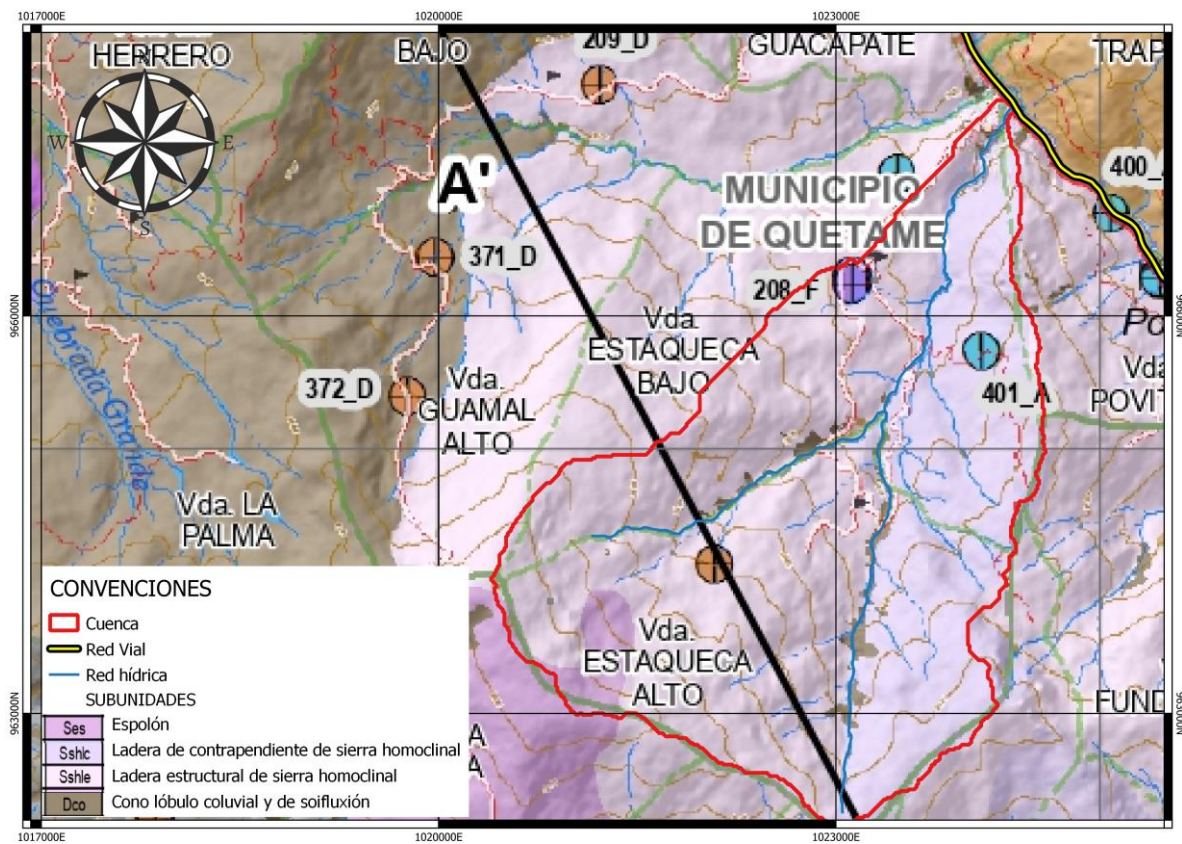 1017000E
1020000E
1023000E
HERRERO
BAJO
209_D
GUACAPATE
TRAP
N
W
E
S
A'
400_A
MUNICIPIO
DE QUETAME
371_D
208_F
966000N
966000N
Po
Quebrada Grande
Vda.
ESTAQUECA
BAJO
372_D
Vda.
GUAMAL
ALTO
401_A
Vda
POVIT
Vda. LA
PALMA
Vda.
ESTAQUECA
ALTO
FUND
963000N
963000N
A
A
CONVENCIONES
Cuenca
Red Vial
Red hídrica
SUBUNIDADES
Ses Espolón
Sshc Ladera de contrapendiente de sierra homoclinal
Sshle Ladera estructural de sierra homoclinal
Dco Cono lóbulo coluvial y de soifluxión
1017000E
1020000E
1023000E